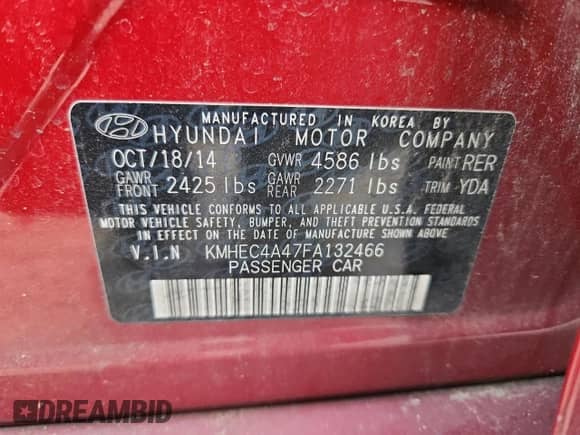 MANUFACTURED IN KOREA BY
HYUNDAI MOTOR COMPANY
OCT/18/14 GVWR 4586 lbs PAINT RER
GAWR FRONT 2425 lbs GAWR REAR 2271 lbs TRIM YDA
THIS VEHICLE CONFORMS TO ALL APPLICABLE U.S.A. FEDERAL
MOTOR VEHICLE SAFETY, BUMPER, AND THEFT PREVENTION STANDARDS
IN EFFECT ON THE DATE OF MANUFACTURE SHOWN ABOVE.
V.I.N KMHEC4A47FA132466
PASSENGER CAR
DREAMBID